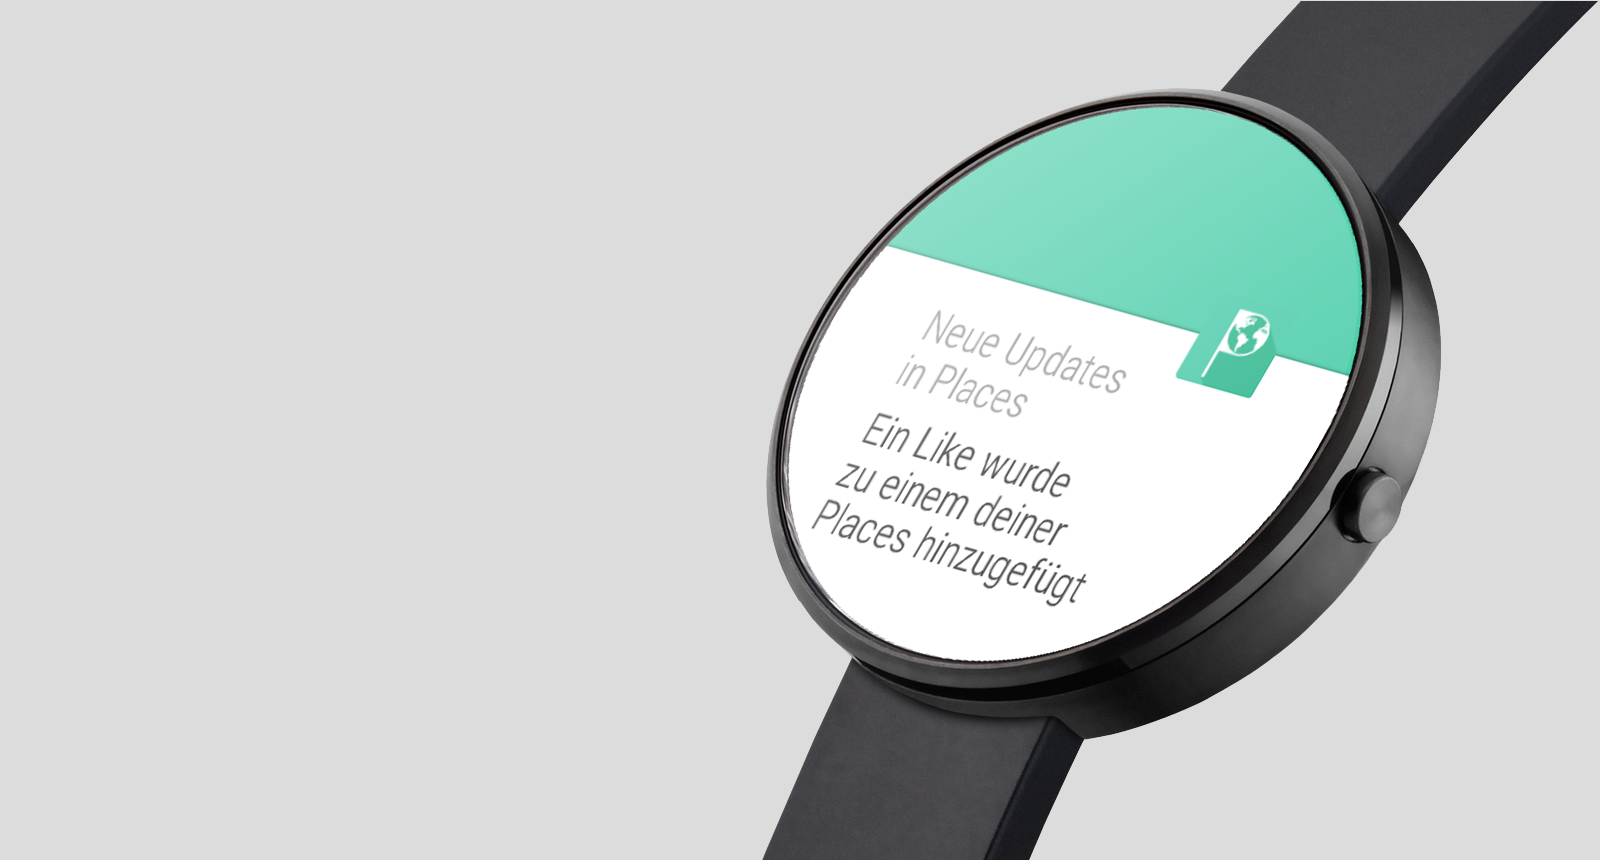 Neue Updates
in Places
Ein Like wurde
zu einem deiner
Places hinzugefügt